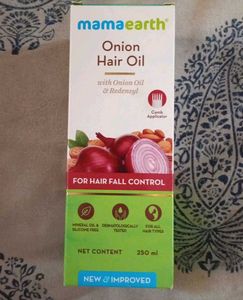 mamaearth
Onion
Hair Oil
with Onion Oil
& Redensyl
Comb
Applicator
FOR HAIR FALL CONTROL
MINERAL OIL &
SILICONE FREE
DERMATOLOGICALLY
TESTED
FOR ALL
HAIR TYPES
NET CONTENT
250 ml
NEW & IMPROVED